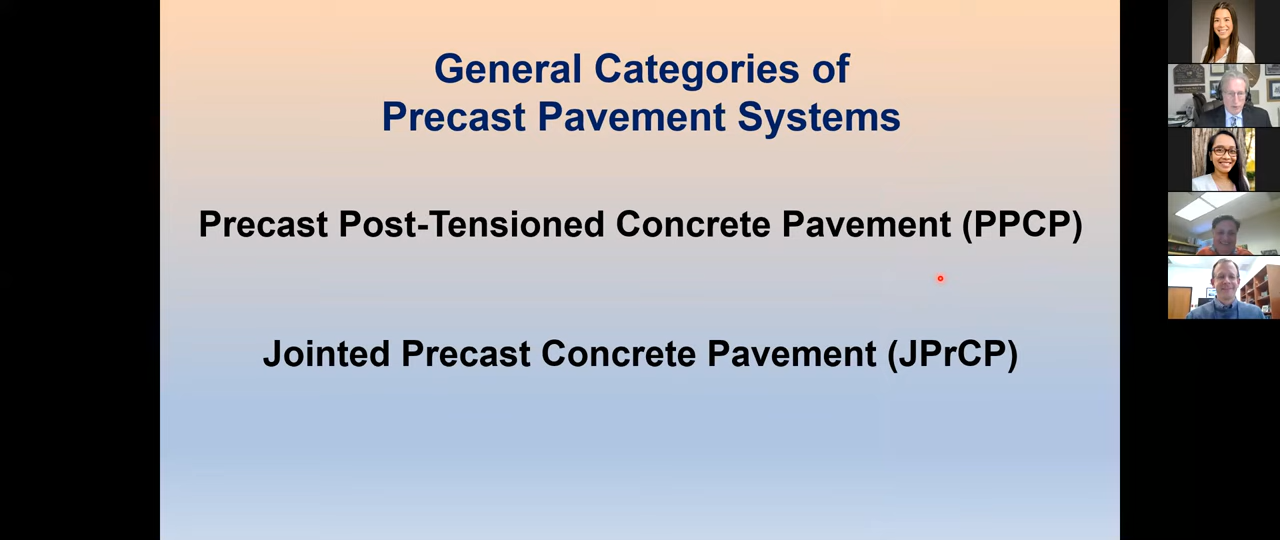 General Categories of
Precast Pavement Systems
Precast Post-Tensioned Concrete Pavement (PPCP)
Jointed Precast Concrete Pavement (JPrCP)